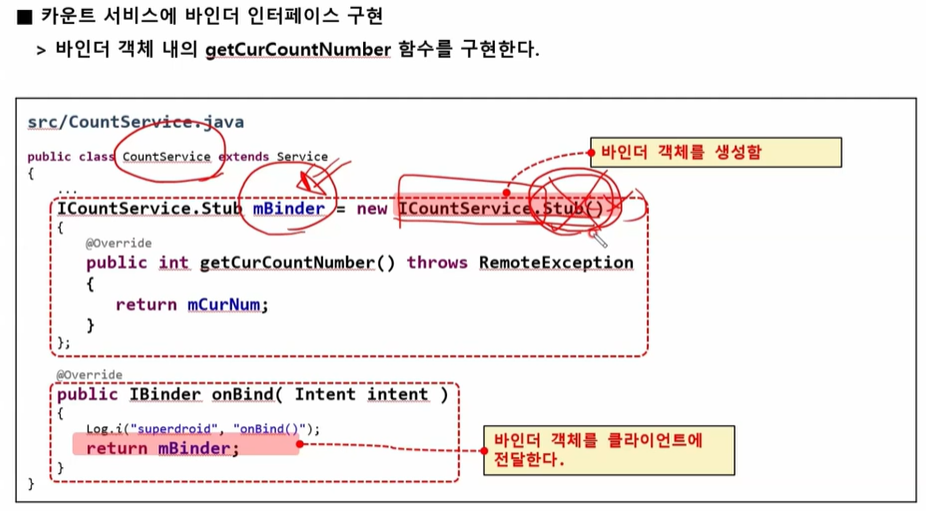 ■ 카운트 서비스에 바인더 인터페이스 구현
> 바인더 객체 내의 getCurCountNumber 함수를 구현한다.
src/CountService.java
public class CountService extends Service
{
...
ICountService.Stub mBinder = new ICountService.Stub()
바인더 객체를 생성함
{
@Override
public int getCurCountNumber() throws RemoteException
{
return mCurNum;
}
};
@Override
public IBinder onBind( Intent intent )
{
Log.i("superdroid", "onBind()");
return mBinder;
바인더 객체를 클라이언트에
전달한다.
}
}